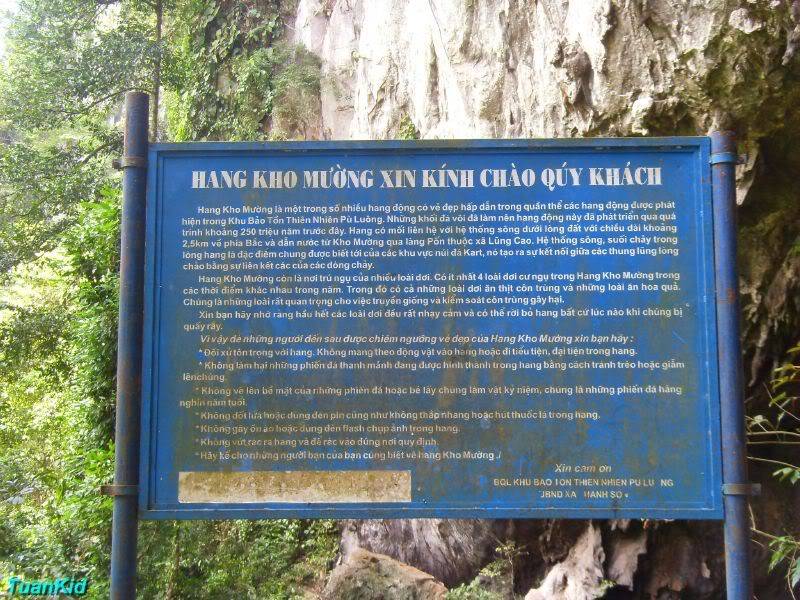 HANG KHO MƯỜNG XIN KÍNH CHÀO QÚY KHÁCH
Hang Kho Mường là một trong số nhiều hang động có vẻ đẹp hấp dẫn trong quần thể các hang động được phát
hiện trong Khu Bảo Tồn Thiên Nhiên Pù Luông. Những khối đá vôi đã làm nên hang động này đã phát triển qua quá
trình khoảng 250 triệu năm trước đây. Hang có mối liên hệ với hệ thống sông dưới lòng đất với chiều dài khoảng
2,5km về phía Bắc và dẫn nước từ Kho Mường qua làng Pốn thuộc xã Lũng Cao. Hệ thống sông, suối chảy trong
lòng hang là đặc điểm chung được biết tới của các khu vực núi đá Kart, nó tạo ra sự kết nối giữa các thung lũng lòng
chảo bằng sự liên kết các của các dòng chảy.
Hang Kho Mường còn là nơi trú ngụ của nhiều loài dơi. Có ít nhất 4 loài dơi cư ngụ trong Hang Kho Mường trong
các thời điểm khác nhau trong năm. Trong đó có cả những loài dơi ăn thịt côn trùng và những loài ăn hoa quả.
Chúng là những loài rất quan trọng cho việc truyền giống và kiểm soát côn trùng gây hại.
Xin bạn hãy nhớ rằng hầu hết các loài dơi đều rất nhạy cảm và có thể rời bỏ hang bất cứ lúc nào khi chúng bị
quấy rầy.
Vì vậy để những người đến sau được chiêm ngưỡng vẻ đẹp của Hang Kho Mường xin bạn hãy :
* Đối xử tôn trọng với hang. Không mang theo động vật vào hang hoặc đi tiểu tiện, đại tiện trong hang.
* Không làm hại những phiến đá thanh mảnh đang được hình thành trong hang bằng cách tránh trèo hoặc giẫm
lên chúng.
* Không vẽ lên bề mặt của những phiến đá hoặc bẻ lấy chúng làm vật kỷ niệm, chúng là những phiến đá hàng
nghìn năm tuổi.
* Không đốt lửa hoặc dùng đèn pin cũng như không thắp nhang hoặc hút thuốc lá trong hang.
* Không gây ồn ào hoặc dùng đèn flash chụp ảnh trong hang.
* Không vứt rác ra hang và để rác vào đúng nơi quy định.
* Hãy kể cho những người bạn của bạn cùng biết về hang Kho Mường ./
Xin cảm ơn
BQL KHU BẢO TỒN THIÊN NHIÊN PÙ LU NG
UBND XÃ
TuanKid